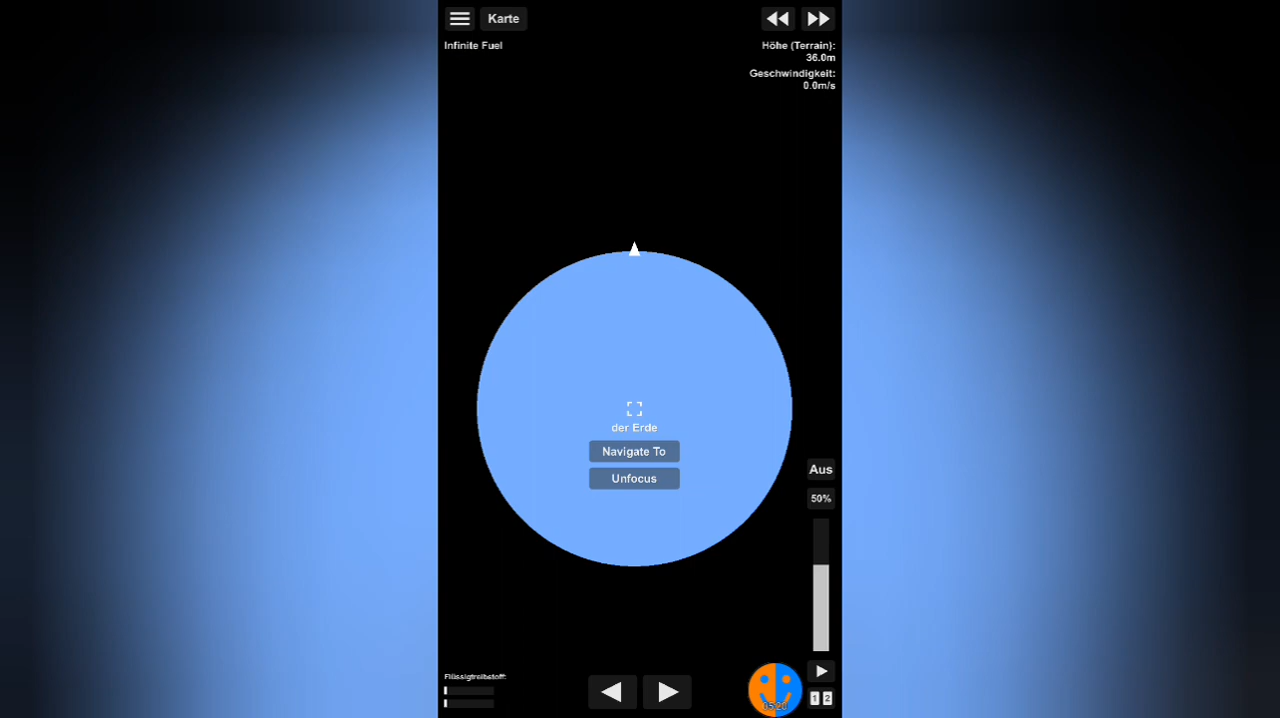 Karte
Infinite Fuel
Höhe (Terrain):
36.0m
Geschwindigkeit:
0.0m/s
der Erde
Navigate To
Unfocus
Aus
50%
Flüssigtreibstoff:
1 2